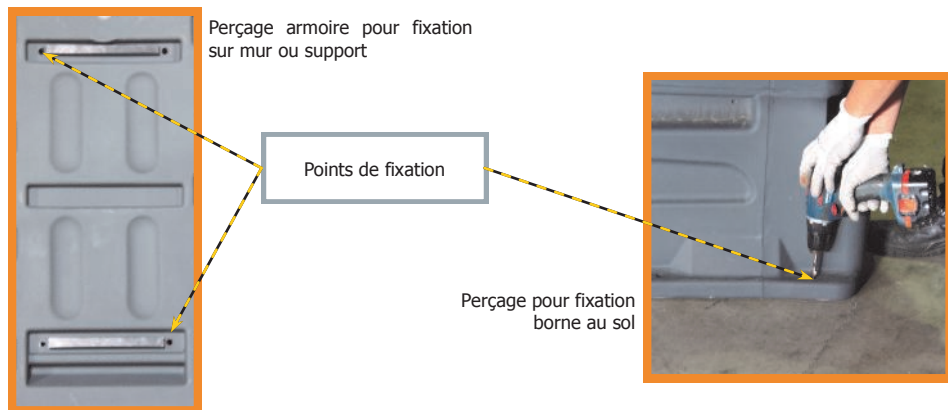 Perçage armoire pour fixation
sur mur ou support
Points de fixation
Perçage pour fixation
borne au sol